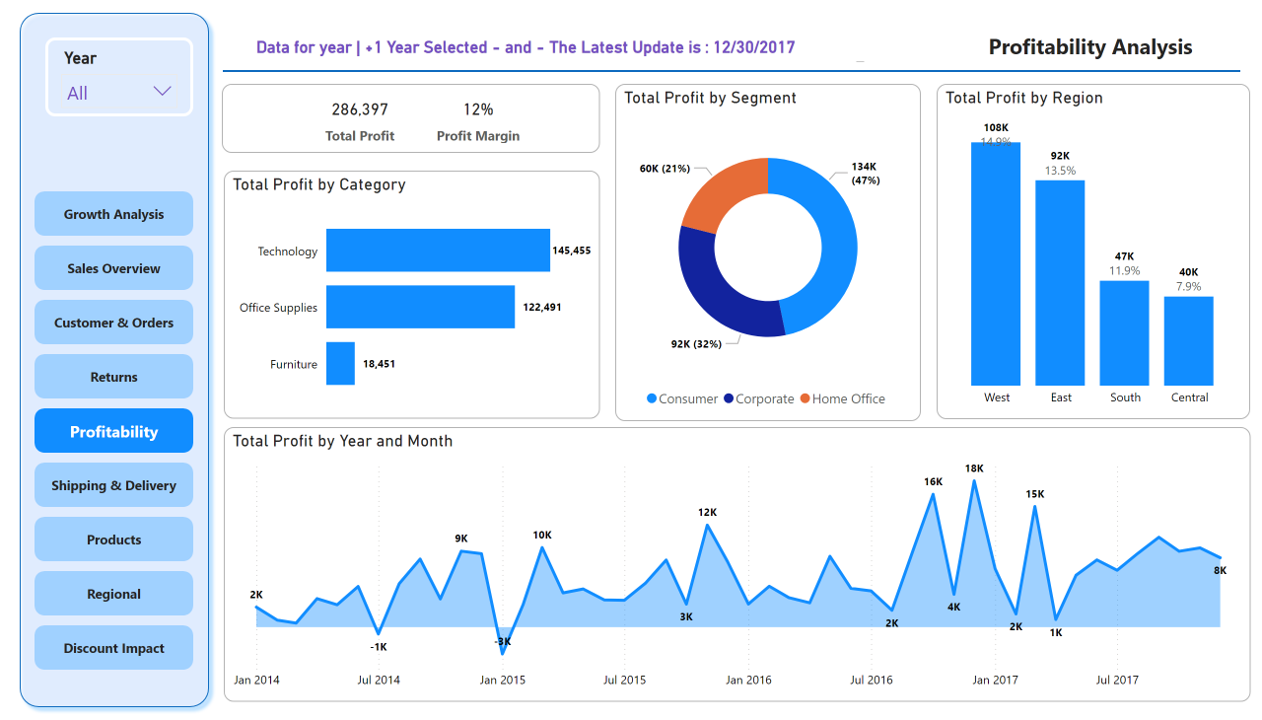 Year
All
Growth Analysis
Sales Overview
Customer & Orders
Returns
Profitability
Shipping & Delivery
Products
Regional
Discount Impact
Data for year | +1 Year Selected - and - The Latest Update is : 12/30/2017
Profitability Analysis
286,397
Total Profit
12%
Profit Margin
Total Profit by Category
Technology
145,455
Office Supplies
122,491
Furniture
18,451
Total Profit by Segment
60K (21%)
134K
(47%)
92K (32%)
Consumer
Corporate
Home Office
Total Profit by Region
108K
14.9%
92K
13.5%
47K
11.9%
40K
7.9%
West
East
South
Central
Total Profit by Year and Month
2K
-1K
9K
-3K
10K
3K
12K
2K
16K
4K
18K
2K
15K
1K
8K
Jan 2014
Jul 2014
Jan 2015
Jul 2015
Jan 2016
Jul 2016
Jan 2017
Jul 2017